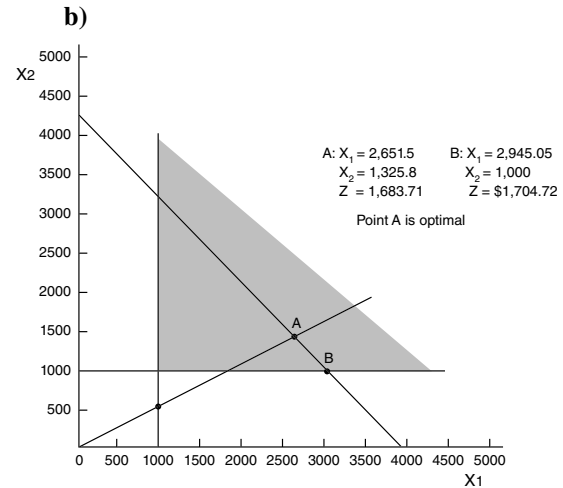 b)
5000
X2
4500
4000
A: X1 = 2,651.5 B: X1 = 2,945.05
3500
X2 = 1,325.8 X2 = 1,000
Z = 1,683.71 Z = $1,704.72
3000
Point A is optimal
2500
2000
1500
A
1000
B
500
0 500 1000 1500 2000 2500 3000 3500 4000 4500 5000
X1